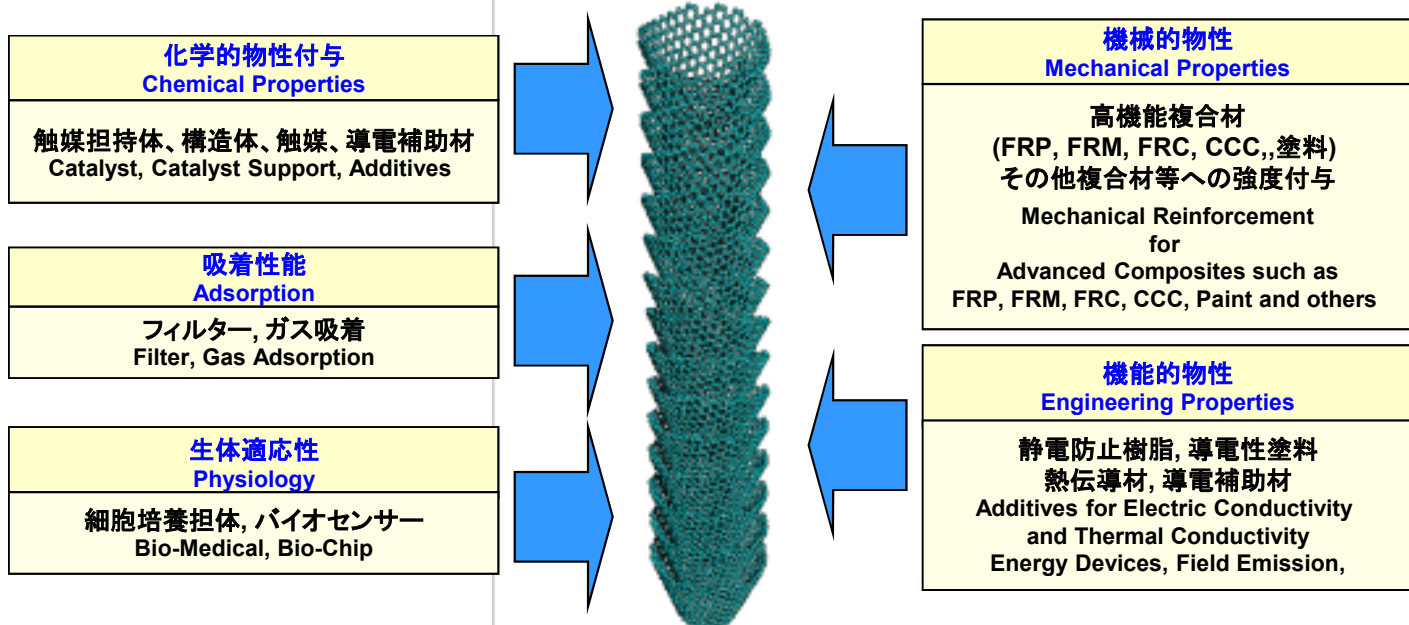 化学的物性付与
Chemical Properties
触媒担持体、構造体、触媒、導電補助材
Catalyst, Catalyst Support, Additives
吸着性能
Adsorption
フィルター, ガス吸着
Filter, Gas Adsorption
生体適応性
Physiology
細胞培養担体, バイオセンサー
Bio-Medical, Bio-Chip
機械的物性
Mechanical Properties
高機能複合材
(FRP, FRM, FRC, CCC,,塗料)
その他複合材等への強度付与
Mechanical Reinforcement
for
Advanced Composites such as
FRP, FRM, FRC, CCC, Paint and others
機能的物性
Engineering Properties
静電防止樹脂, 導電性塗料
熱伝導材, 導電補助材
Additives for Electric Conductivity
and Thermal Conductivity
Energy Devices, Field Emission,